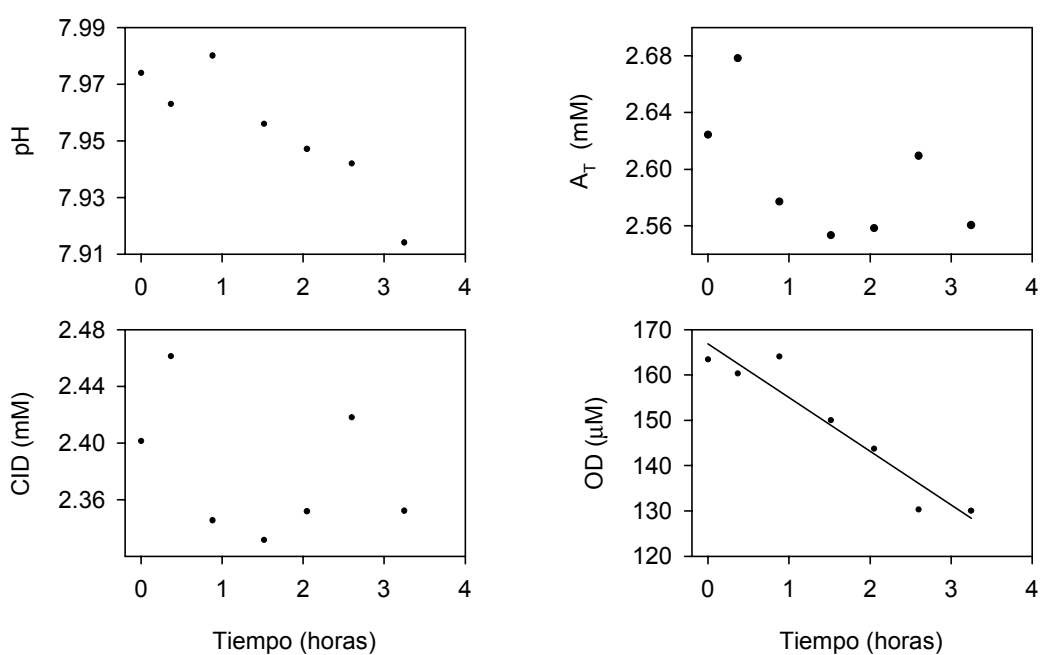 pH
7.99
7.97
7.95
7.93
7.91
0 1 2 3 4
A_T (mM)
2.68
2.64
2.60
2.56
0 1 2 3 4
CID (mM)
2.48
2.44
2.40
2.36
0 1 2 3 4
Tiempo (horas)
OD (μM)
170
160
150
140
130
120
0 1 2 3 4
Tiempo (horas)